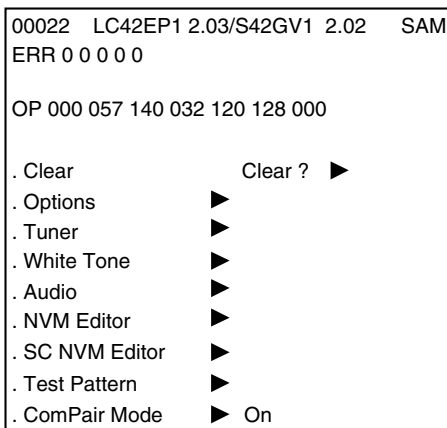 00022 LC42EP1 2.03/S42GV1 2.02 SAM
ERR 0 0 0 0 0
OP 000 057 140 032 120 128 000
. Clear Clear ? ▶
. Options ▶
. Tuner ▶
. White Tone ▶
. Audio ▶
. NVM Editor ▶
. SC NVM Editor ▶
. Test Pattern ▶
. ComPair Mode ▶ On